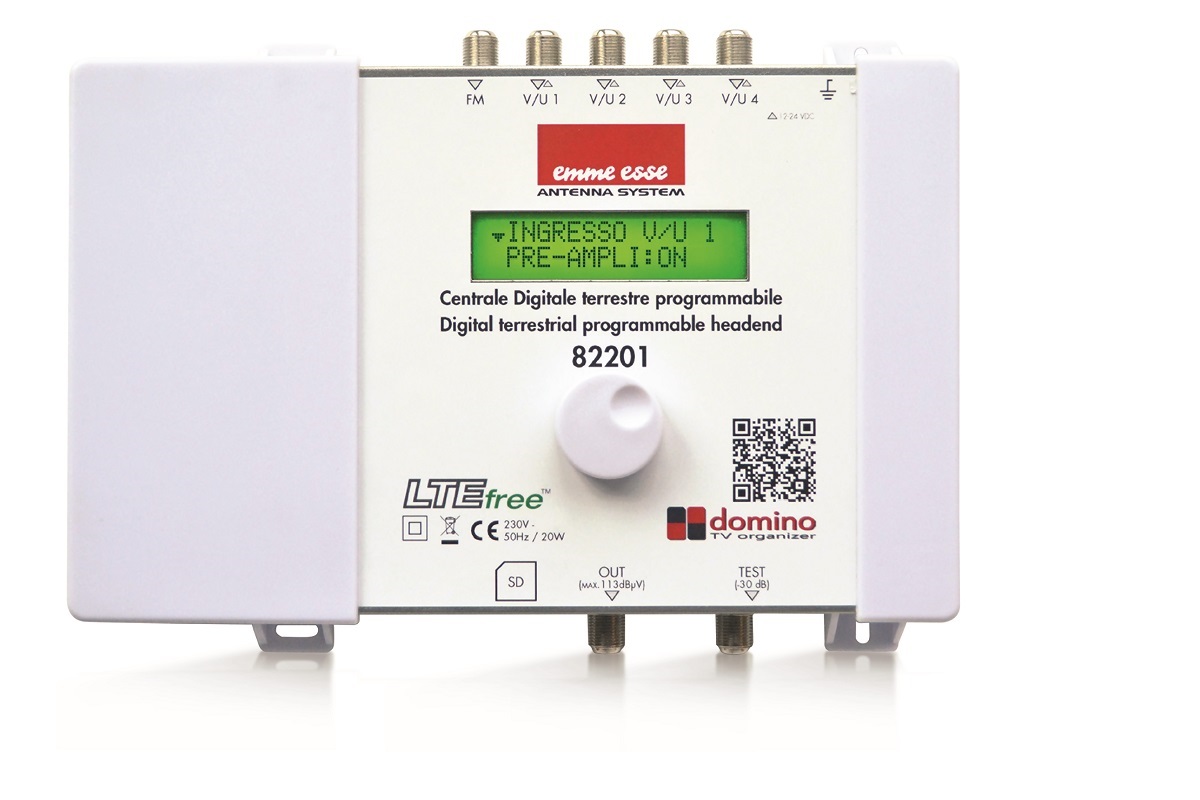 FM V/U 1 V/U 2 V/U 3 V/U 4
12-24 VDC
emme esse
ANTENNA SYSTEM
INGRESSO V/U 1
PRE-AMPLI:ON
Centrale Digitale terrestre programmabile
Digital terrestrial programmable headend
82201
LTEfree™
CE 230V -
50Hz / 20W
domino
TV organizer
SD
OUT
(MAX.113dBµV)
TEST
(-30 dB)